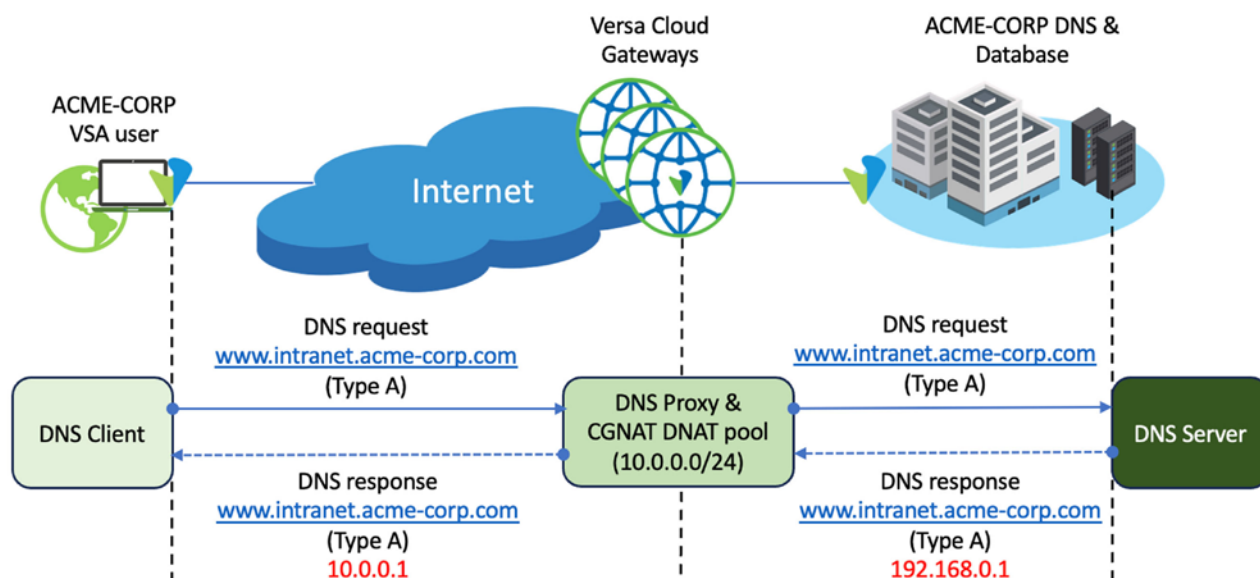 Versa Cloud
Gateways
ACME-CORP DNS &
Database
ACME-CORP
VSA user
Internet
DNS request
www.intranet.acme-corp.com
(Type A)
DNS request
www.intranet.acme-corp.com
(Type A)
DNS Client
DNS Proxy &
CGNAT DNAT pool
(10.0.0.0/24)
DNS Server
DNS response
www.intranet.acme-corp.com
(Type A)
10.0.0.1
DNS response
www.intranet.acme-corp.com
(Type A)
192.168.0.1